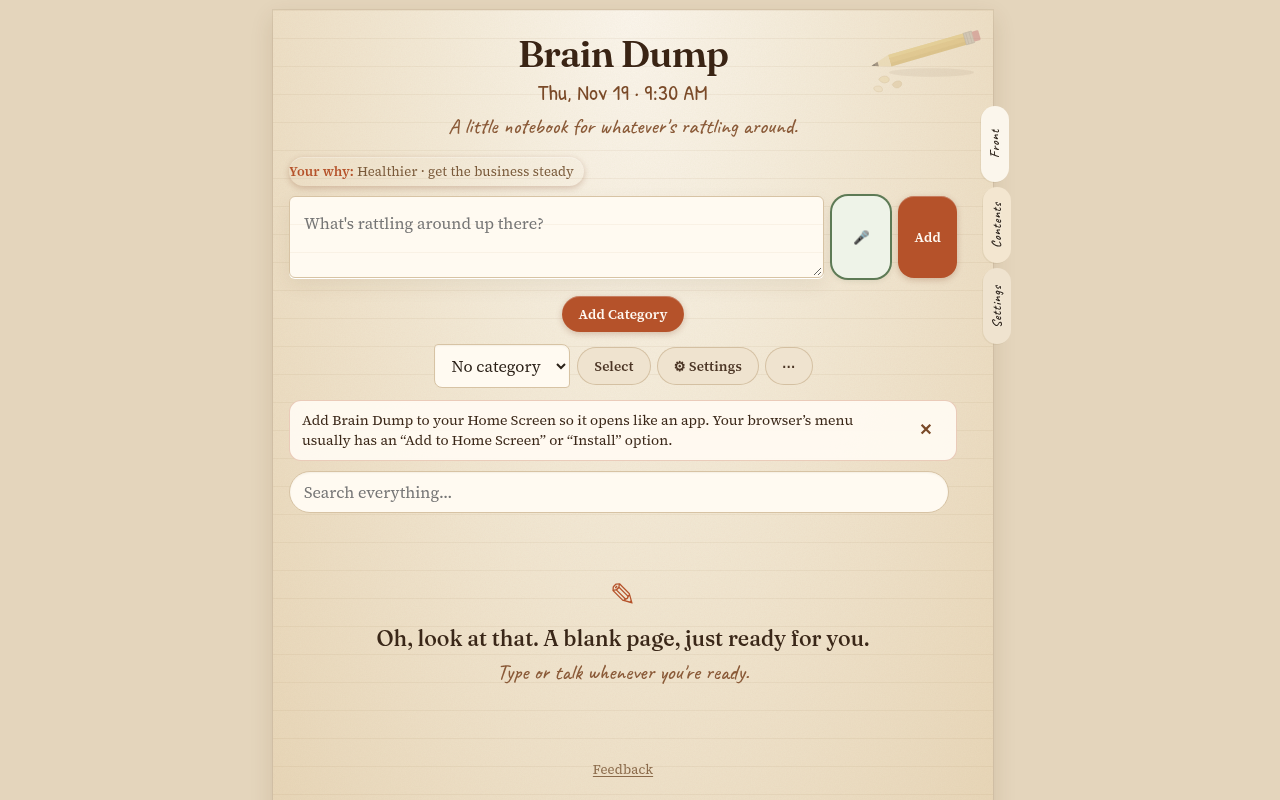 Brain Dump
Thu, Nov 19 · 9:30 AM
A little notebook for whatever's rattling around.
Front
Your why: Healthier · get the business steady
What's rattling around up there?
Add
Contents
Add Category
Settings
No category
Select
⚙ Settings
···
Add Brain Dump to your Home Screen so it opens like an app. Your browser’s menu
usually has an “Add to Home Screen” or “Install” option.
✕
Search everything...
Oh, look at that. A blank page, just ready for you.
Type or talk whenever you're ready.
Feedback